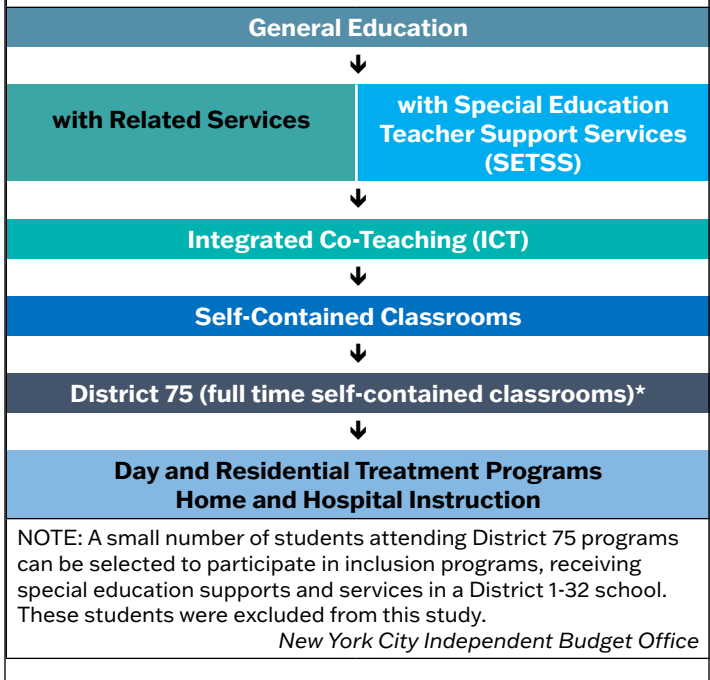 General Education
with Related Services
with Special Education
Teacher Support Services
(SETSS)
Integrated Co-Teaching (ICT)
Self-Contained Classrooms
District 75 (full time self-contained classrooms)*
Day and Residential Treatment Programs
Home and Hospital Instruction
NOTE: A small number of students attending District 75 programs
can be selected to participate in inclusion programs, receiving
special education supports and services in a District 1-32 school.
These students were excluded from this study.
New York City Independent Budget Office